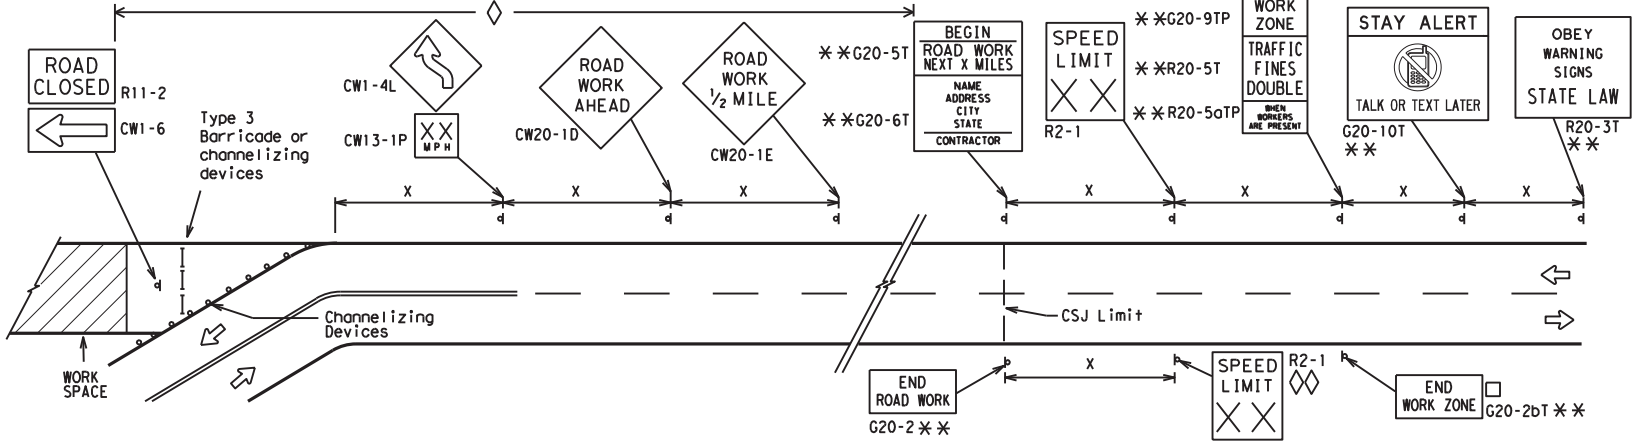 ROAD
CLOSED
R11-2
CW1-6
Type 3
Barricade or
channelizing
devices
CW1-4L
CW13-1P
X X
M P H
ROAD
WORK
AHEAD
CW20-1D
ROAD
WORK
1/2 MILE
CW20-1E
**G20-5T
**G20-6T
BEGIN
ROAD WORK
NEXT X MILES
NAME
ADDRESS
CITY
STATE
CONTRACTOR
SPEED
LIMIT
X X
R2-1
**G20-9TP
**R20-5T
**R20-5aTP
WORK
ZONE
TRAFFIC
FINES
DOUBLE
WHEN
WORKERS
ARE PRESENT
STAY ALERT
TALK OR TEXT LATER
G20-10T
**
OBEY
WARNING
SIGNS
STATE LAW
R20-3T
**
X
X
X
X
X
X
X
Channelizing
Devices
WORK
SPACE
CSJ Limit
X
END
ROAD WORK
G20-2 **
SPEED
LIMIT
X X
R2-1
END
WORK ZONE
G20-2bT **